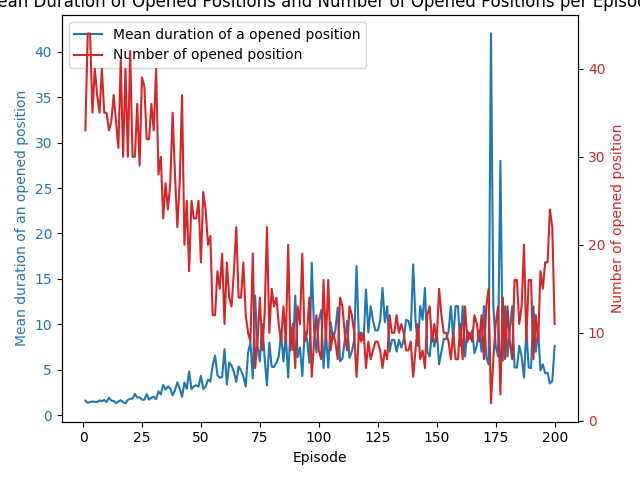 ean Duration of Opened Positions and Number of Opened Positions per Episod
Mean duration of a opened position
Number of opened position
Mean duration of an opened position
0
5
10
15
20
25
30
35
40
Number of opened position
0
10
20
30
40
0 25 50 75 100 125 150 175 200
Episode